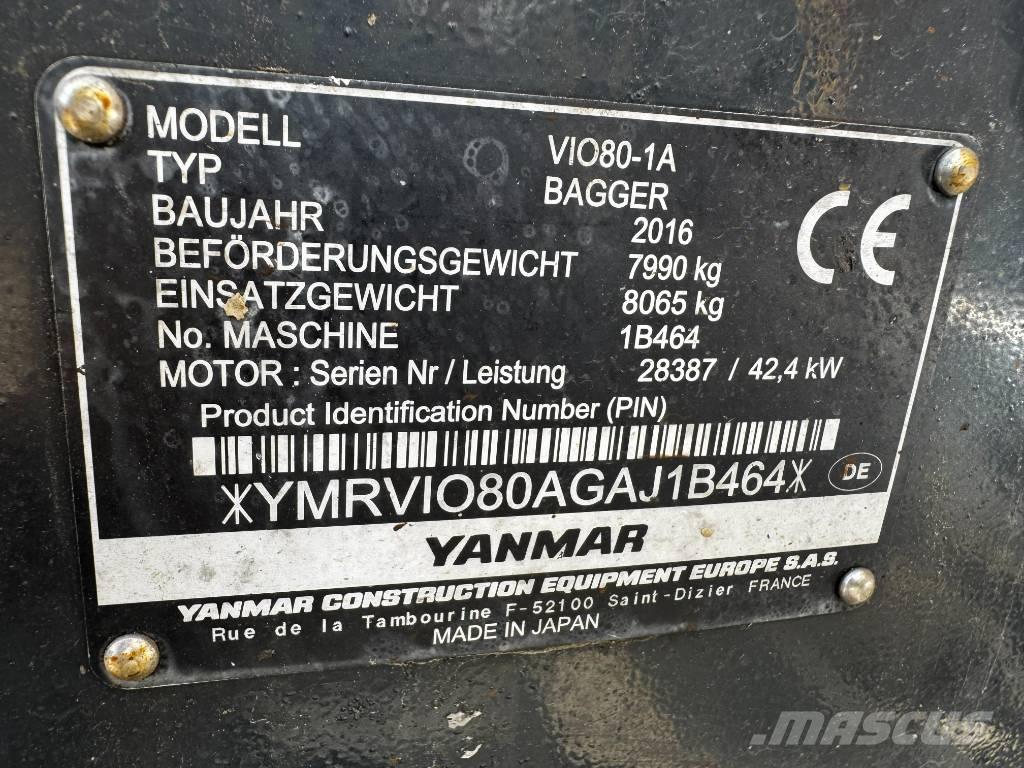 MODELL VIO80-1A
TYP BAGGER
BAUJAHR 2016
BEFÖRDERUNGSGEWICHT 7990 kg
EINSATZGEWICHT 8065 kg
No. MASCHINE 1B464
MOTOR : Serien Nr / Leistung 28387 / 42,4 kW
CE
Product Identification Number (PIN)
*YMRVIO80AGAJ1B464*
DE
YANMAR
YANMAR CONSTRUCTION EQUIPMENT EUROPE S.A.S.
Rue de la Tambourine F-52100 Saint-Dizier FRANCE
MADE IN JAPAN
MASCUS